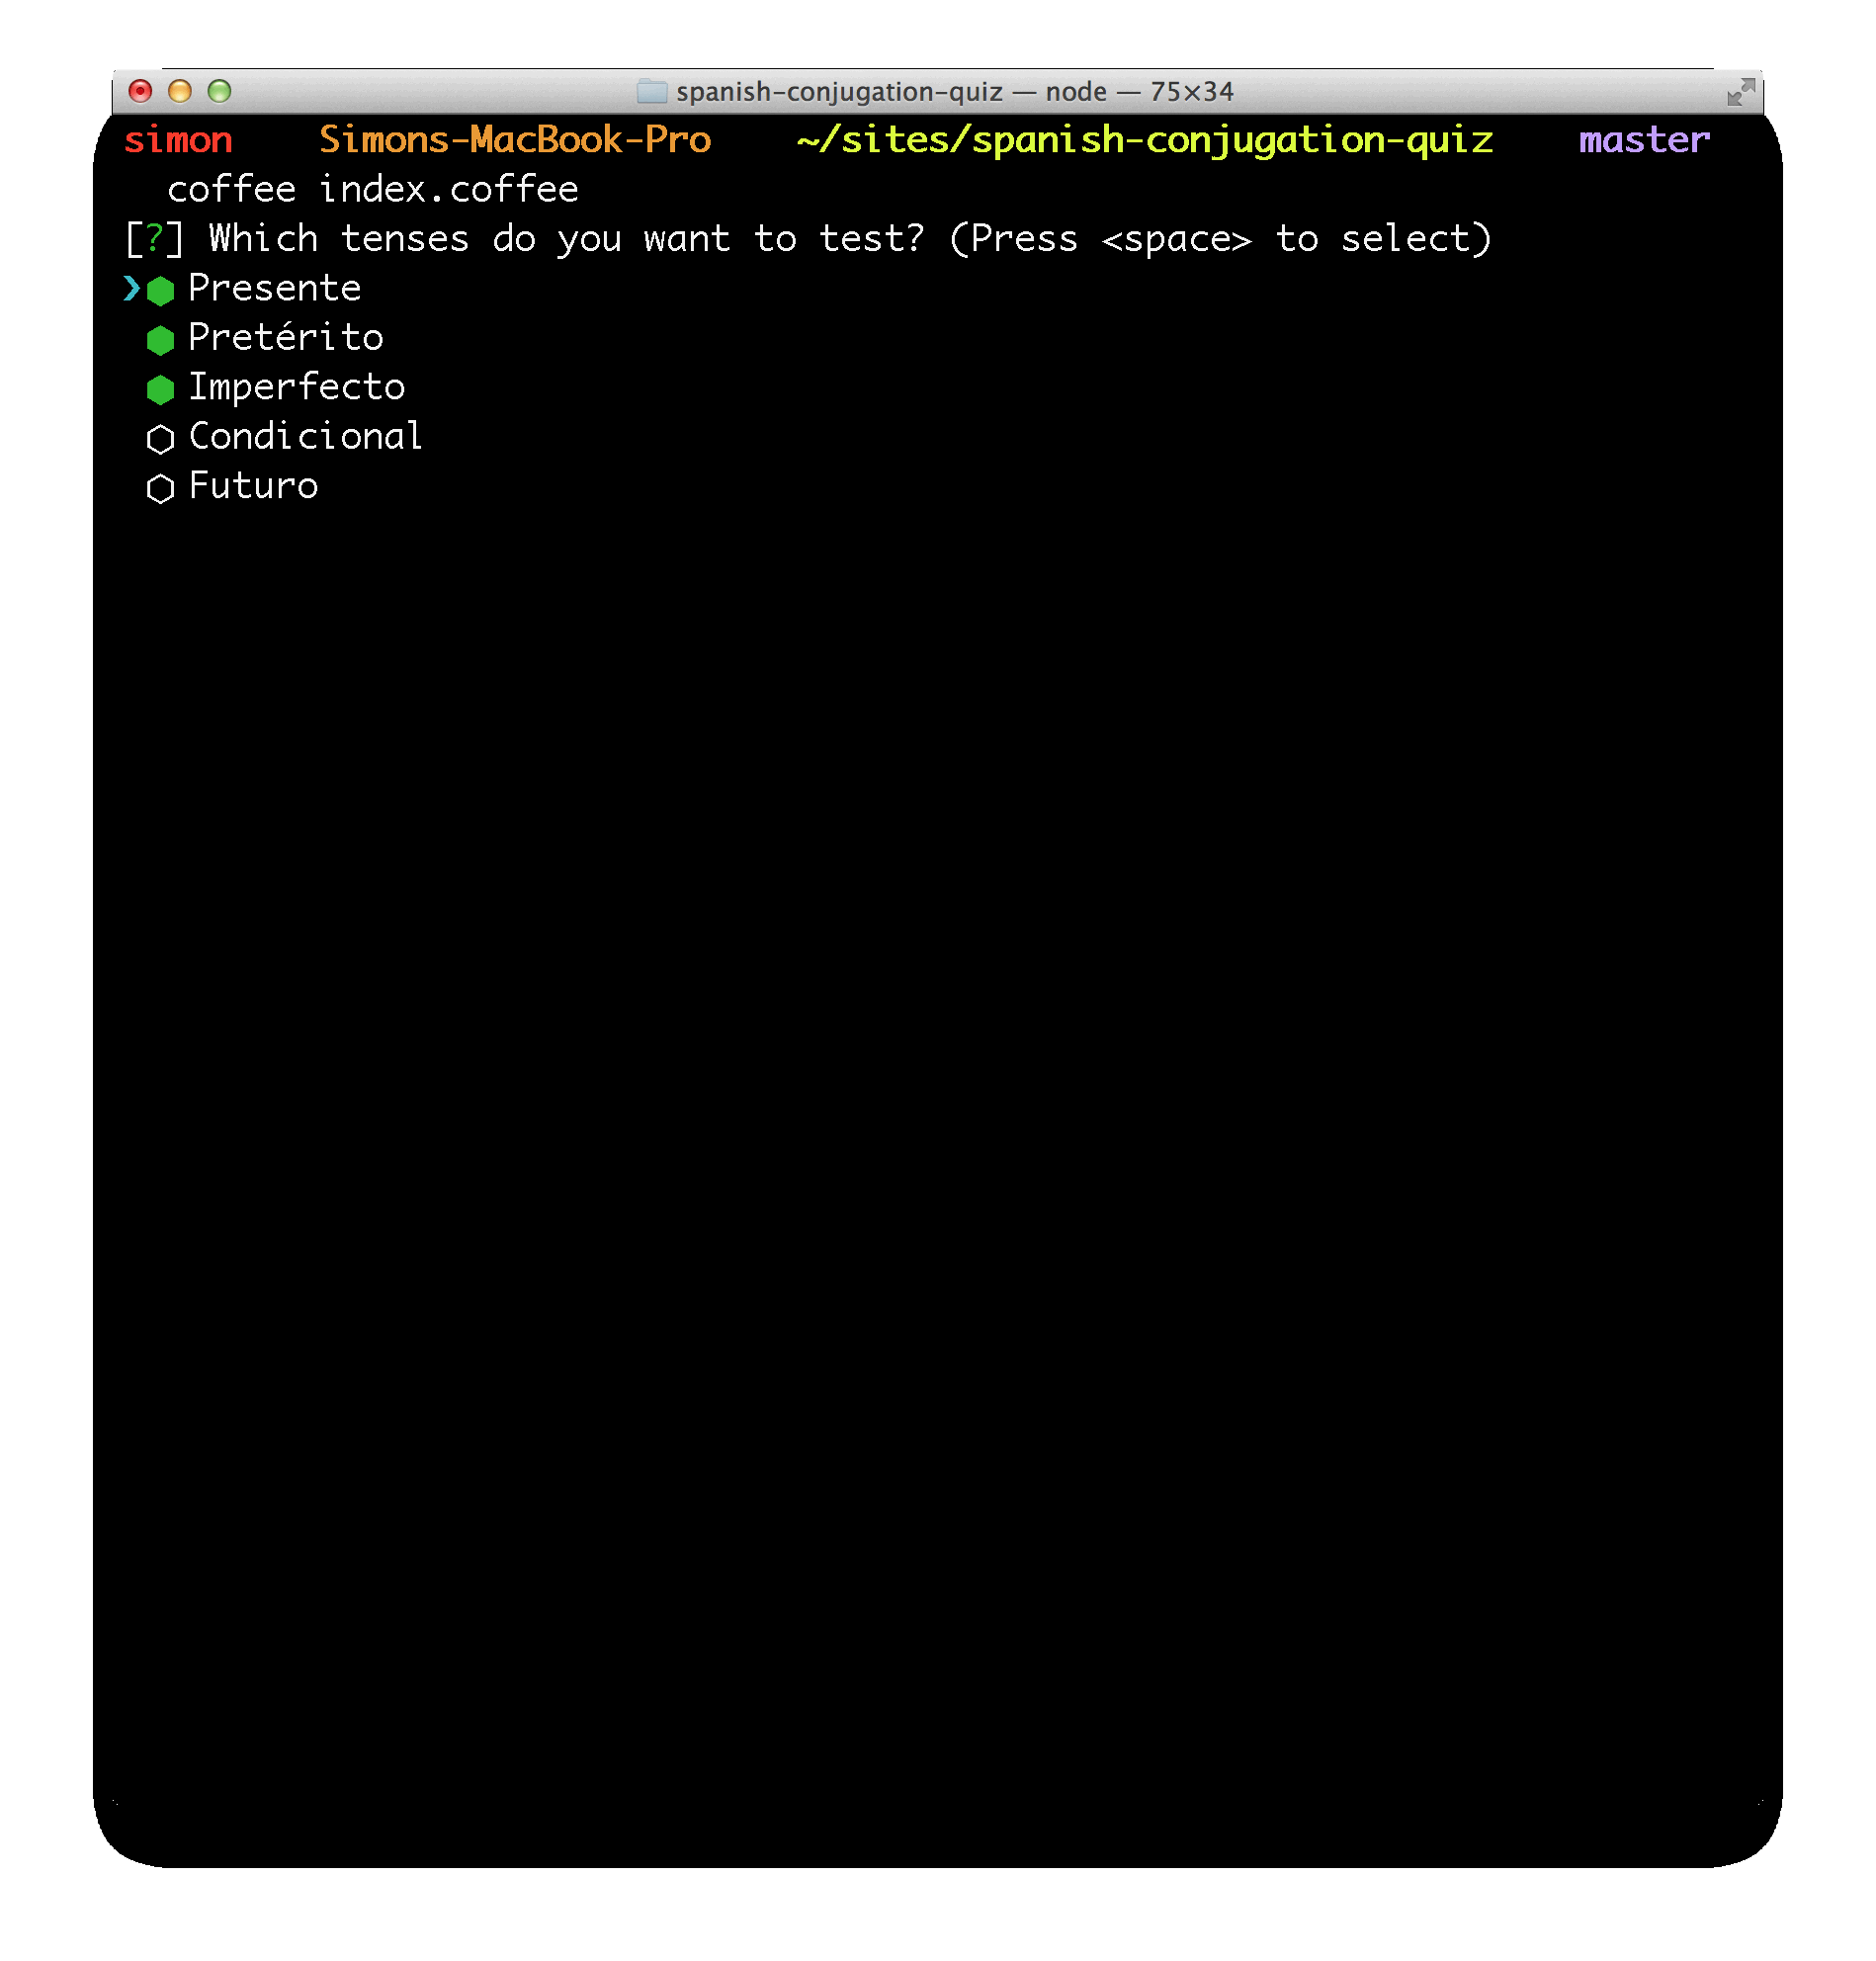 spanish-conjugation-quiz — node — 75×34
simon Simons-MacBook-Pro ~/sites/spanish-conjugation-quiz master
coffee index.coffee
[?] Which tenses do you want to test? (Press <space> to select)
❯⬢ Presente
⬢ Pretérito
⬢ Imperfecto
⬡ Condicional
⬡ Futuro